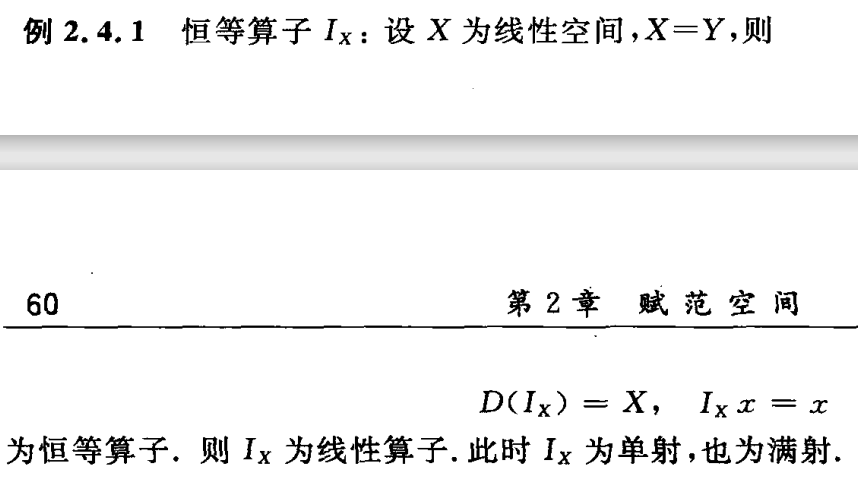 例 2.4.1 恒等算子 I_X：设 X 为线性空间，X＝Y，则
60 第 2 章 赋范空间
D(I_X) = X, I_X x = x
为恒等算子. 则 I_X 为线性算子. 此时 I_X 为单射，也为满射.